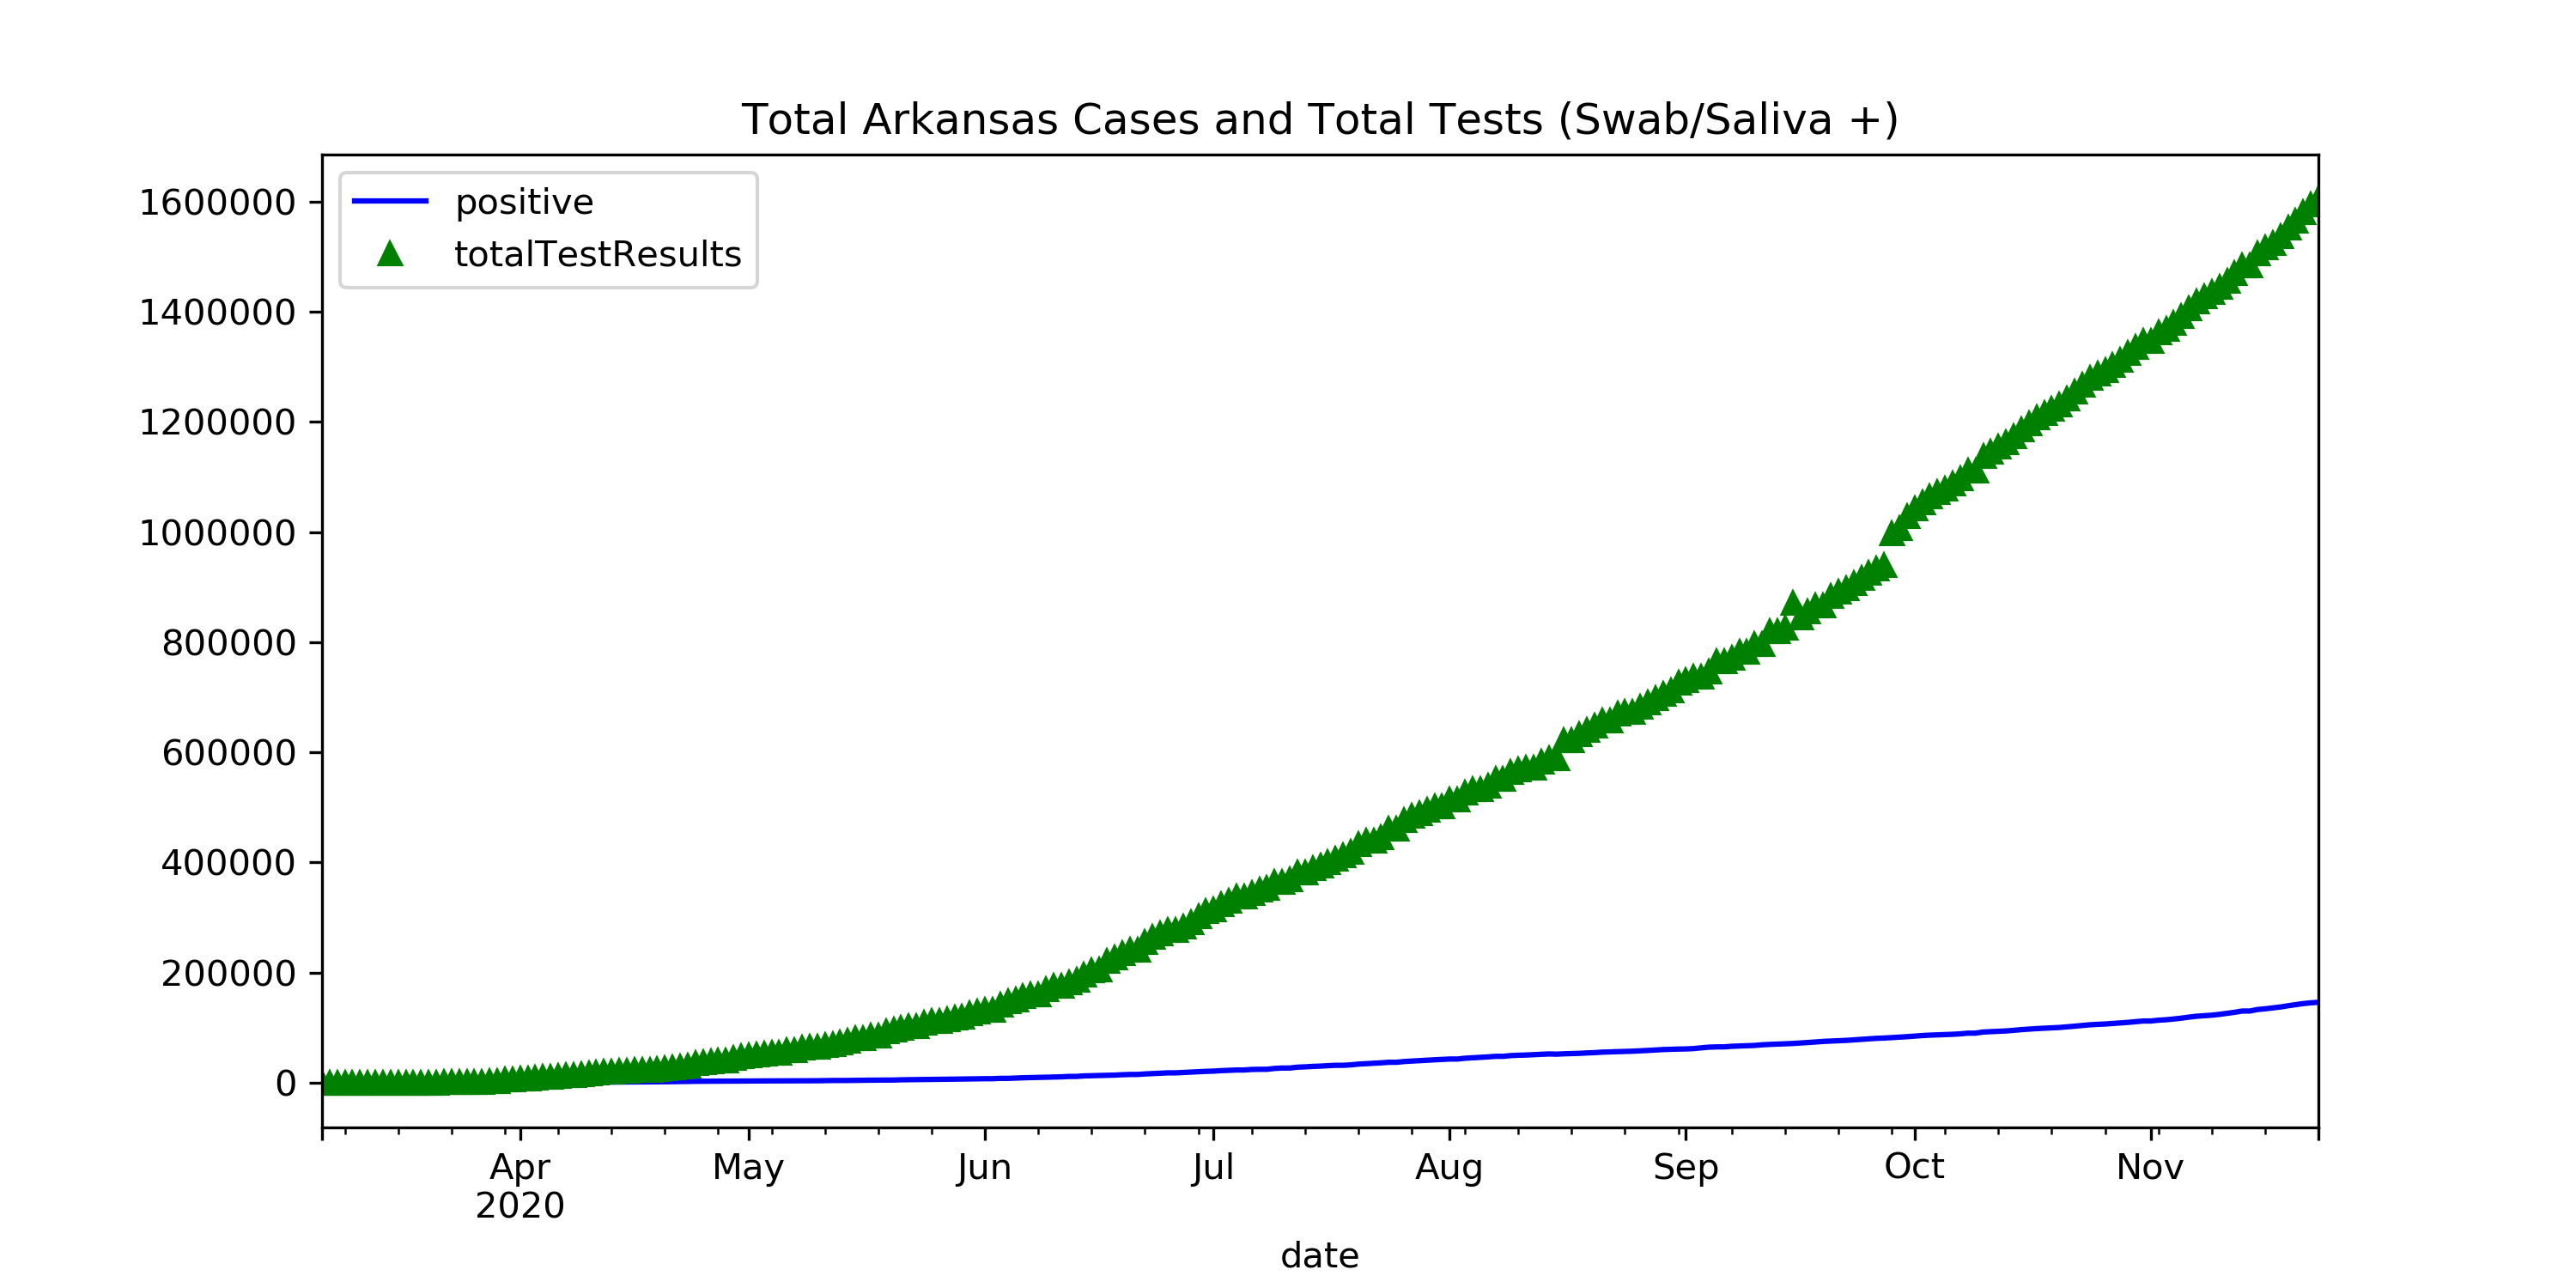 Total Arkansas Cases and Total Tests (Swab/Saliva +)
positive
totalTestResults
1600000
1400000
1200000
1000000
800000
600000
400000
200000
0
Apr May Jun Jul Aug Sep Oct Nov
2020
date